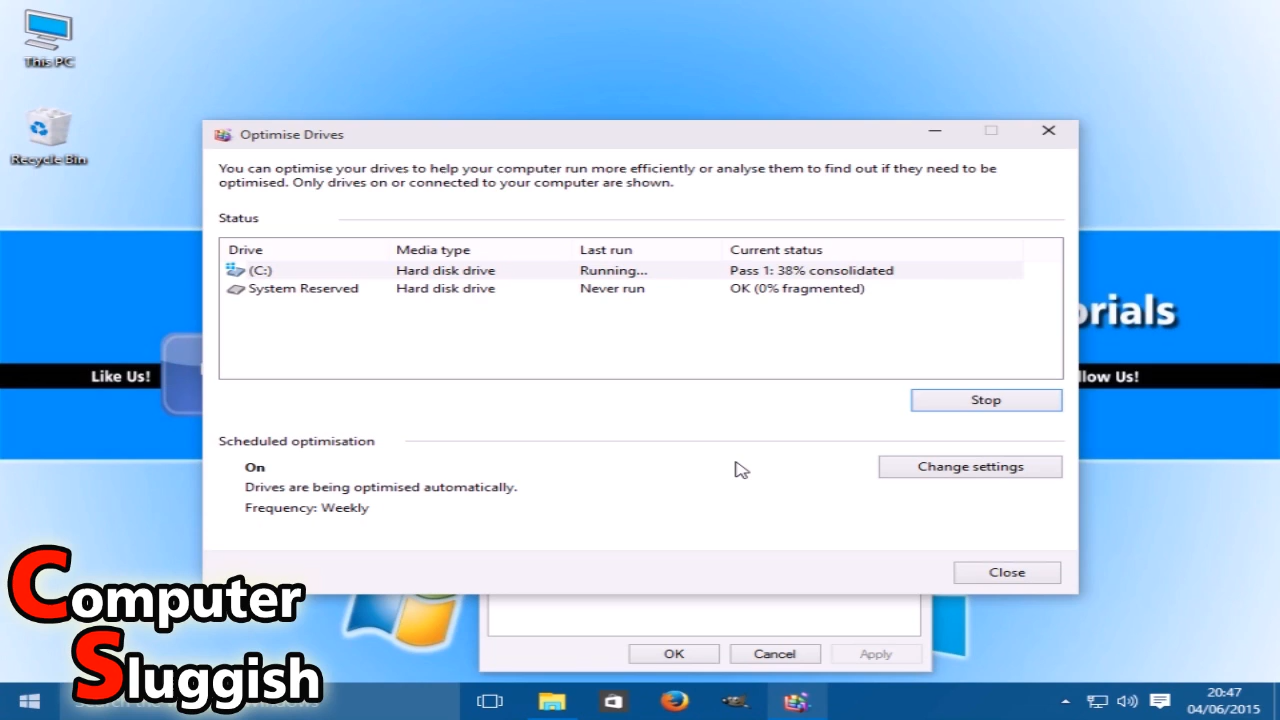 This PC
Recycle Bin
Optimise Drives
You can optimise your drives to help your computer run more efficiently or analyse them to find out if they need to be
optimised. Only drives on or connected to your computer are shown.
Status
Drive Media type Last run Current status
(C:) Hard disk drive Running... Pass 1: 38% consolidated
System Reserved Hard disk drive Never run OK (0% fragmented)
orials
Like Us!
llow Us!
Stop
Scheduled optimisation
On
Change settings
Drives are being optimised automatically.
Frequency: Weekly
Close
Computer
Sluggish
OK Cancel Apply
20:47
04/06/2015